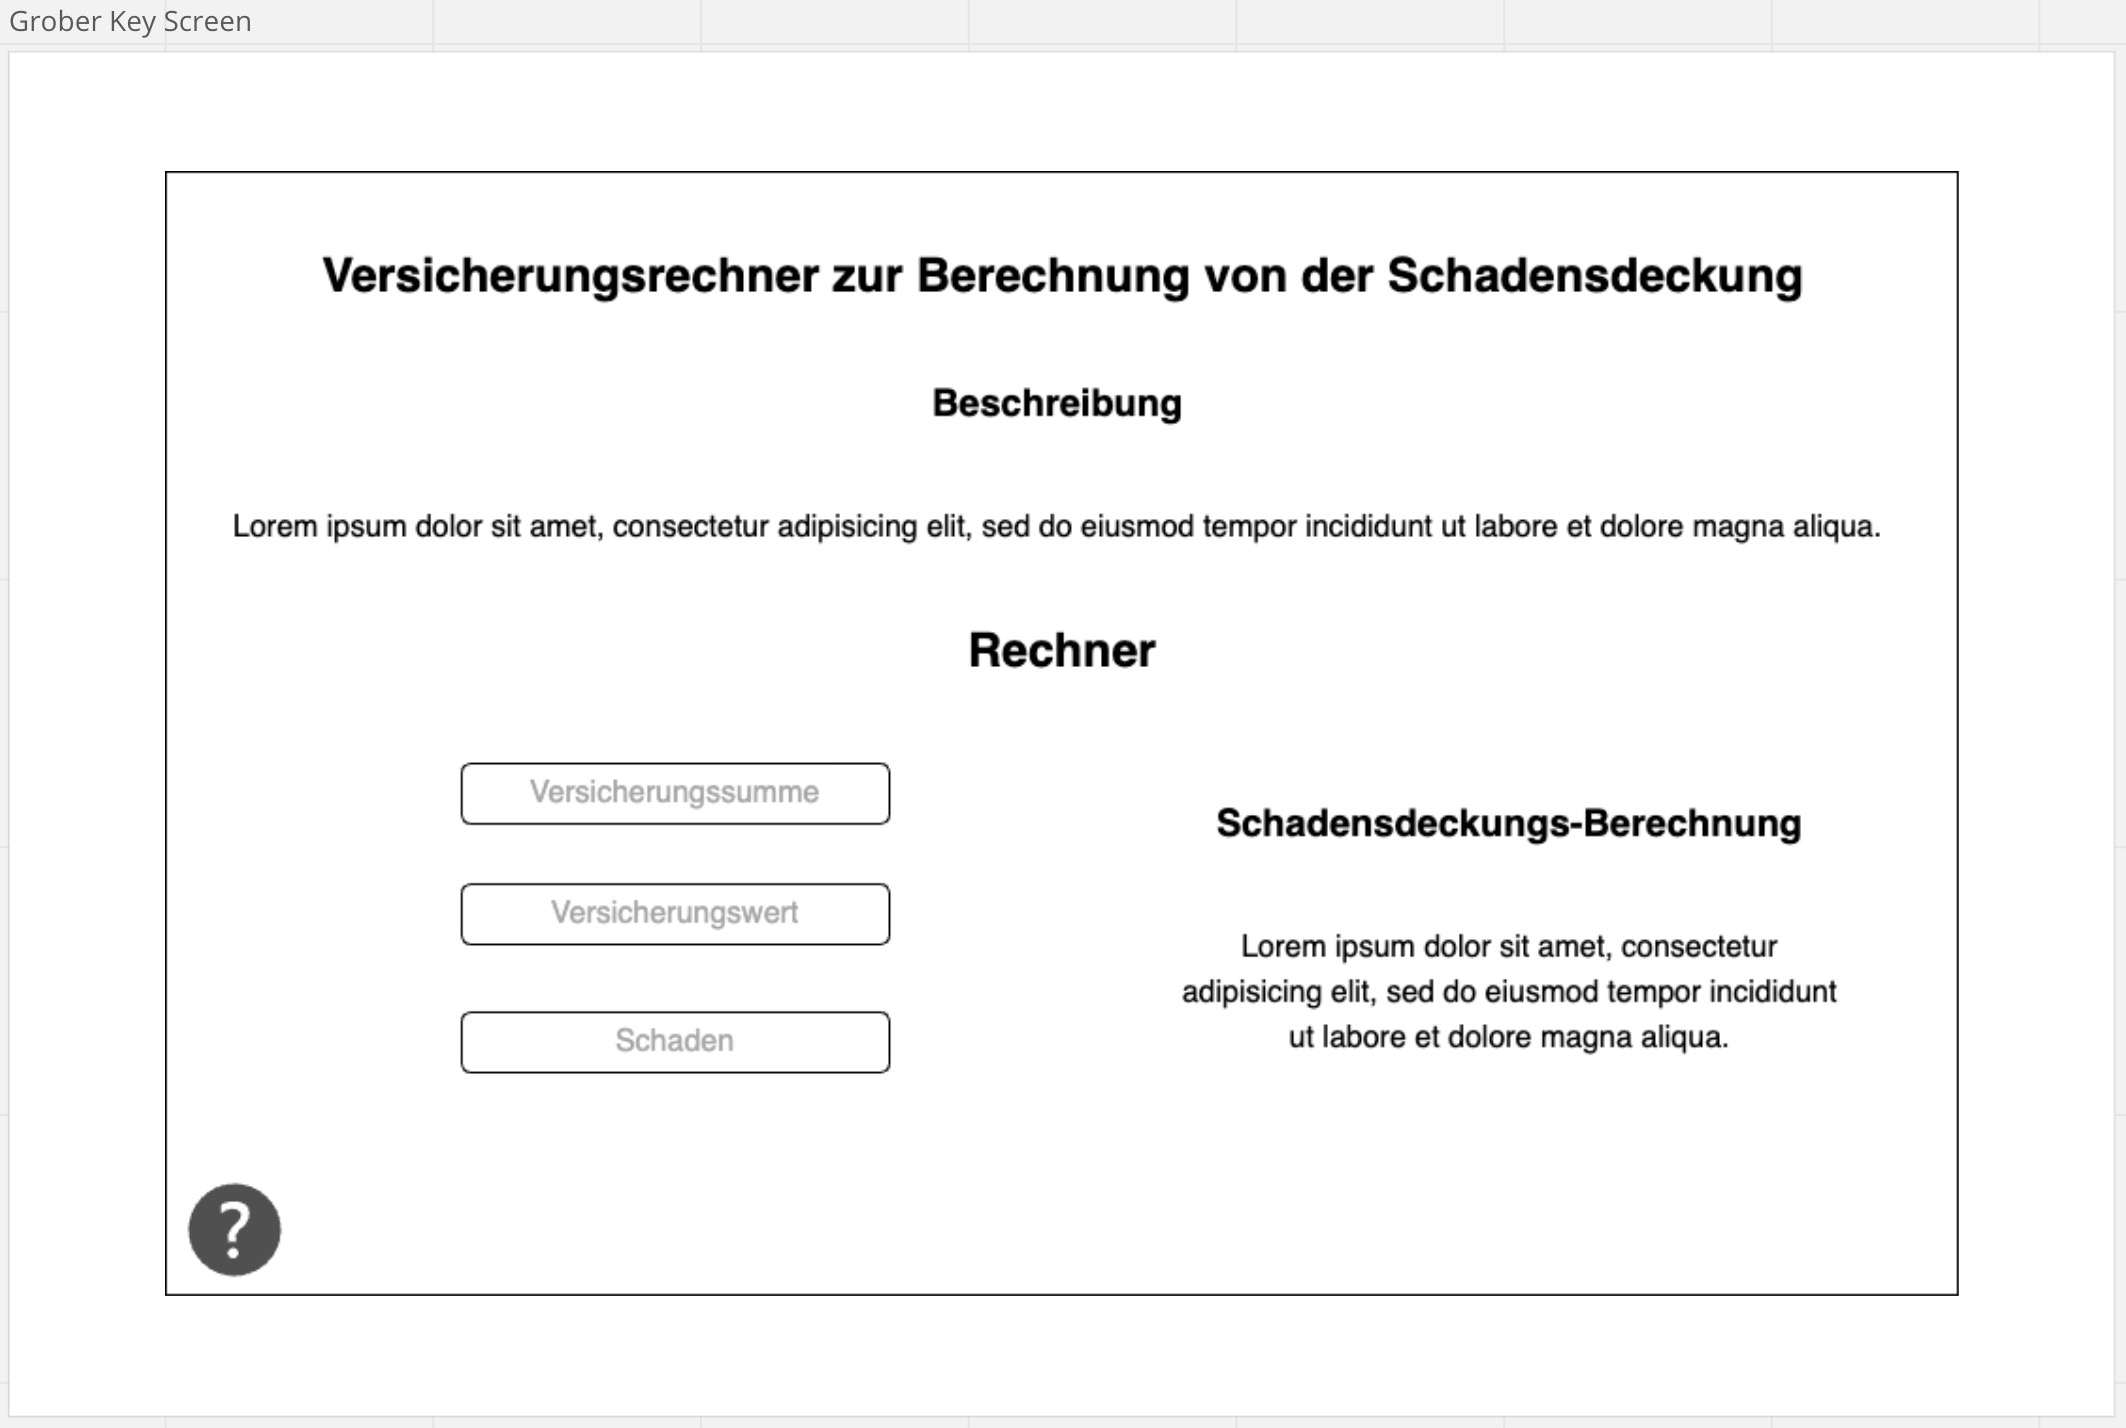 Grober Key Screen
Versicherungsrechner zur Berechnung von der Schadensdeckung
Beschreibung
Lorem ipsum dolor sit amet, consectetur adipisicing elit, sed do eiusmod tempor incididunt ut labore et dolore magna aliqua.
Rechner
Versicherungssumme
Versicherungswert
Schaden
Schadensdeckungs-Berechnung
Lorem ipsum dolor sit amet, consectetur
adipisicing elit, sed do eiusmod tempor incididunt
ut labore et dolore magna aliqua.
?